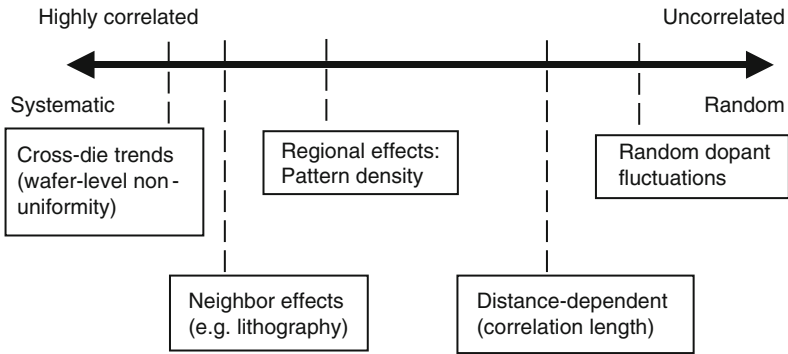 Highly correlated
Uncorrelated
Systematic
Random
Cross-die trends
(wafer-level non-
uniformity)
Regional effects:
Pattern density
Random dopant
fluctuations
Neighbor effects
(e.g. lithography)
Distance-dependent
(correlation length)